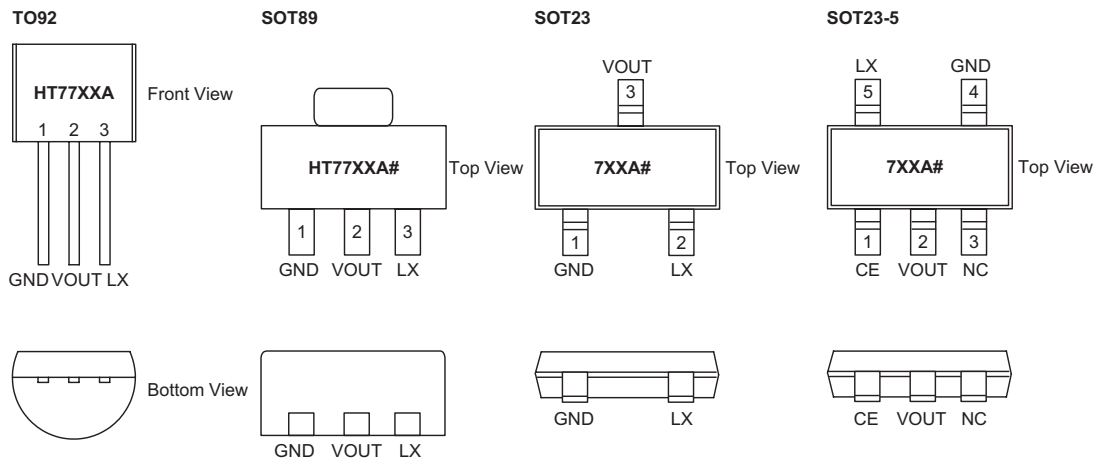 TO92
HT77XXA
1 2 3
GND VOUT LX
Front View
Bottom View
SOT89
HT77XXA#
1 2 3
GND VOUT LX
Top View
GND VOUT LX
SOT23
VOUT
3
7XXA#
1 2
GND LX
Top View
GND LX
SOT23-5
LX GND
5 4
7XXA#
1 2 3
CE VOUT NC
Top View
CE VOUT NC